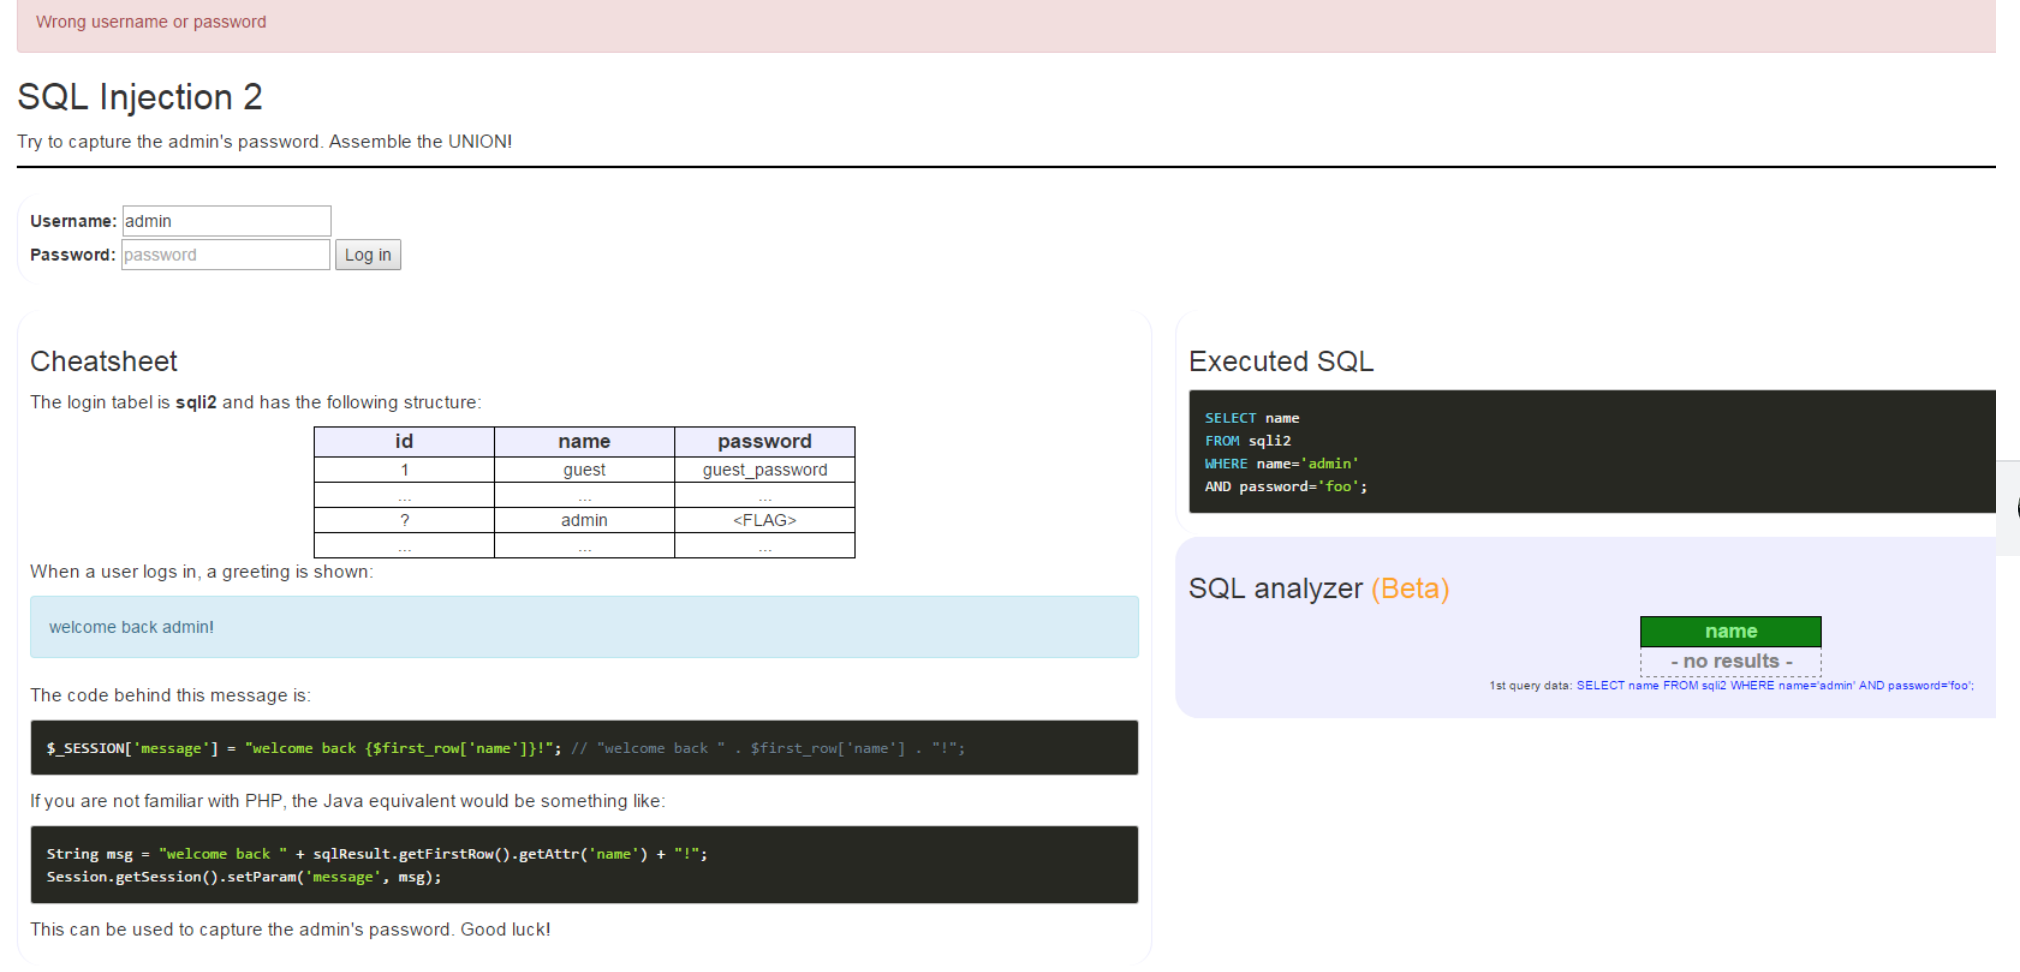 Wrong username or password
SQL Injection 2
Try to capture the admin's password. Assemble the UNION!
Username: admin
Password: password Log in
Cheatsheet
The login tabel is sqli2 and has the following structure:
id name password
1 guest guest_password
... ... ...
? admin <FLAG>
... ... ...
When a user logs in, a greeting is shown:
welcome back admin!
The code behind this message is:
$_SESSION['message'] = "welcome back {$first_row['name']}!"; // "welcome back " . $first_row['name'] . "!";
If you are not familiar with PHP, the Java equivalent would be something like:
String msg = "welcome back " + sqlResult.getFirstRow().getAttr('name') + "!";
Session.getSession().setParam('message', msg);
This can be used to capture the admin's password. Good luck!
Executed SQL
SELECT name
FROM sqli2
WHERE name='admin'
AND password='foo';
SQL analyzer (Beta)
name
- no results -
1st query data: SELECT name FROM sqli2 WHERE name='admin' AND password='foo';